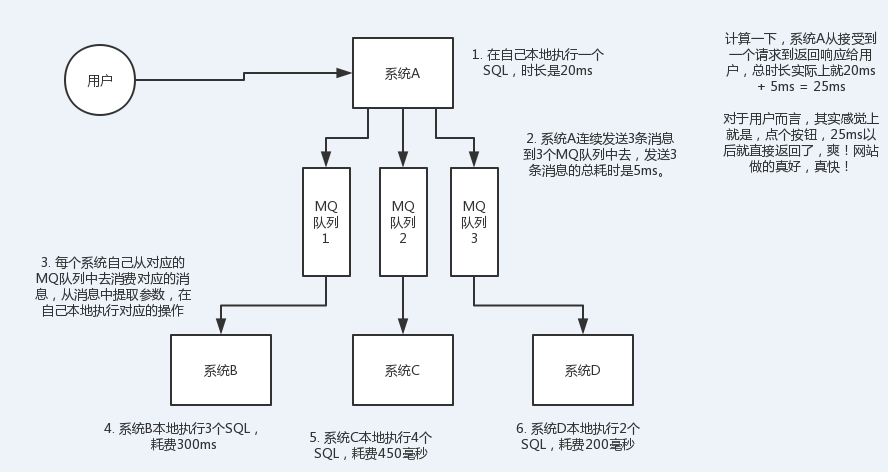 用户
系统A
1. 在自己本地执行一个
SQL，时长是20ms
计算一下，系统A从接受到
一个请求到返回响应给用
户，总时长实际上就20ms
+ 5ms = 25ms
对于用户而言，其实感觉上
就是，点个按钮，25ms以
后就直接返回了，爽！网站
做的真好，真快！
2. 系统A连续发送3条消息
到3个MQ队列中去，发送3
条消息的总耗时是5ms。
MQ
队列
1
MQ
队列
2
MQ
队列
3
3. 每个系统自己从对应的
MQ队列中去消费对应的消
息，从消息中提取参数，在
自己本地执行对应的操作
系统B
系统C
系统D
4. 系统B本地执行3个SQL，
耗费300ms
5. 系统C本地执行4个
SQL，耗费450毫秒
6. 系统D本地执行2个
SQL，耗费200毫秒